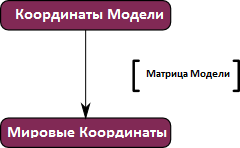 Координаты Модели
Матрица Модели
Мировые Координаты